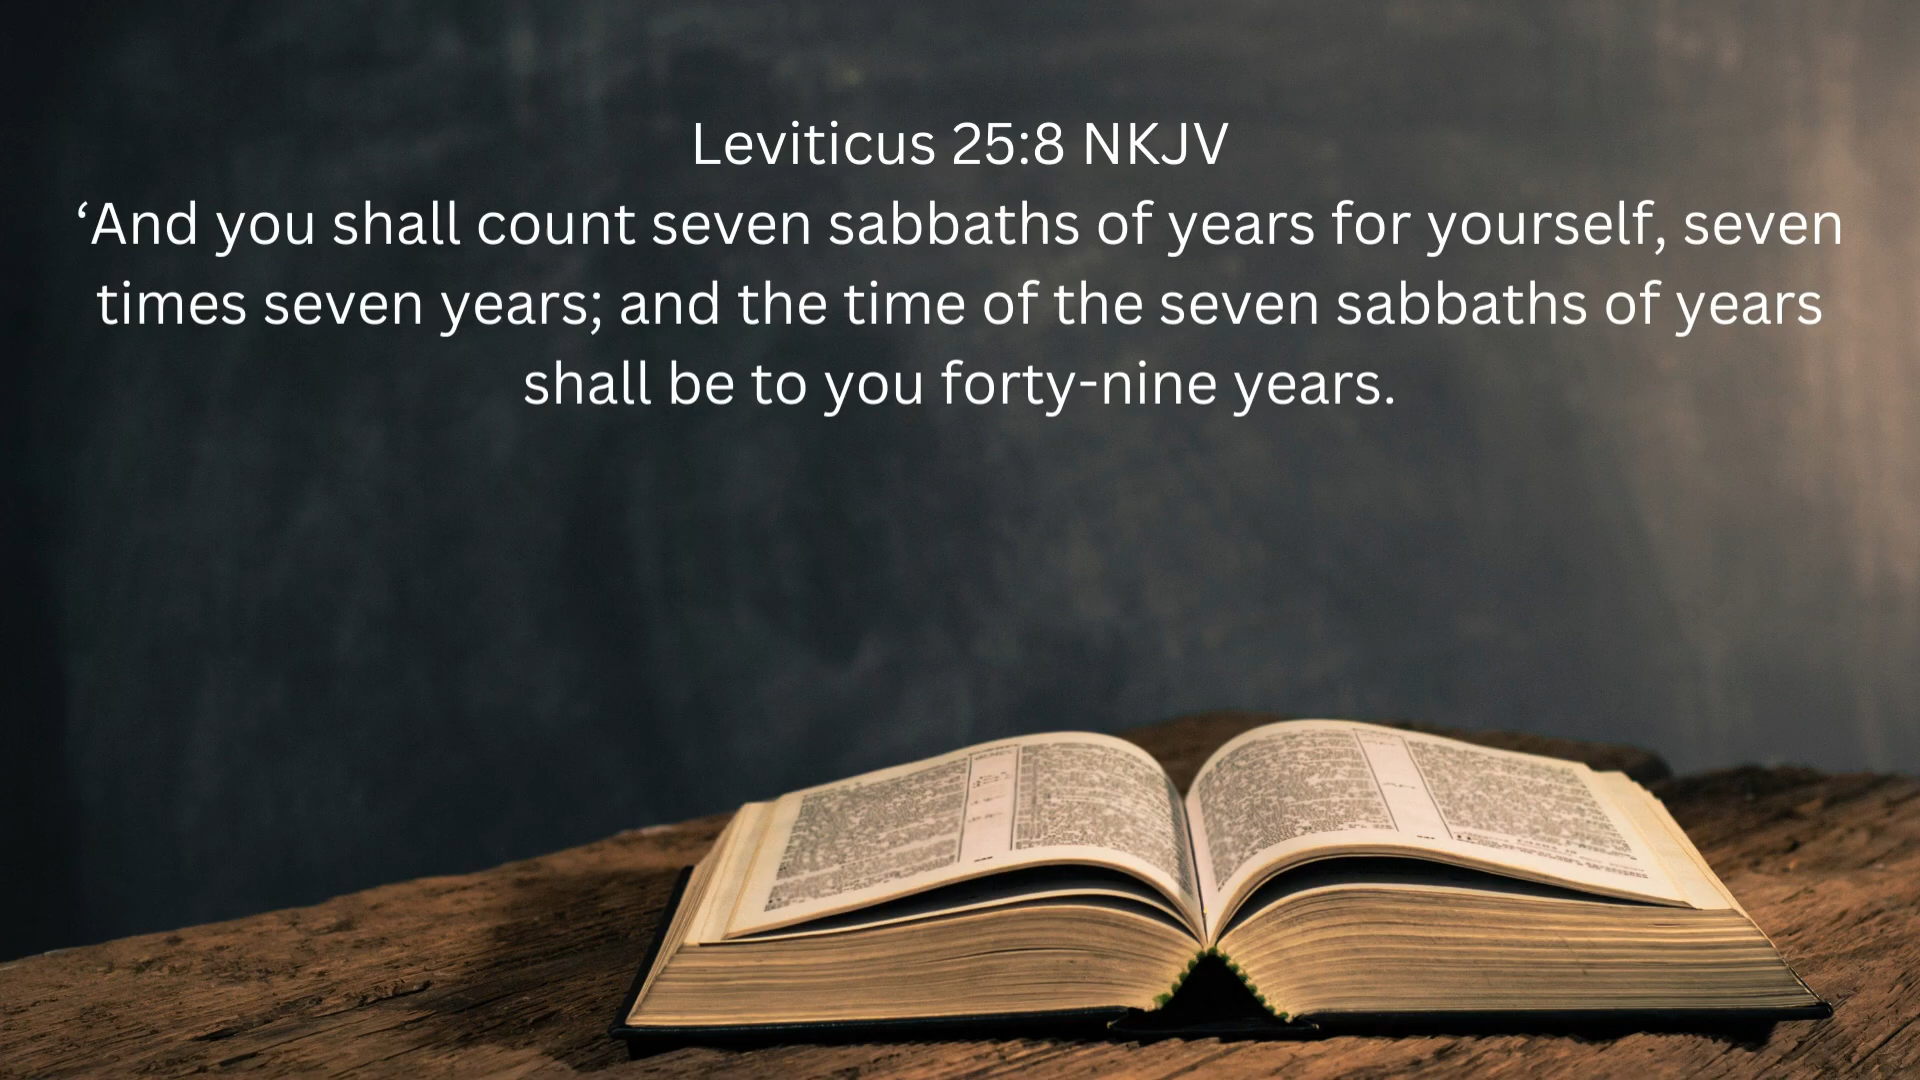 Leviticus 25:8 NKJV
‘And you shall count seven sabbaths of years for yourself, seven
times seven years; and the time of the seven sabbaths of years
shall be to you forty-nine years.